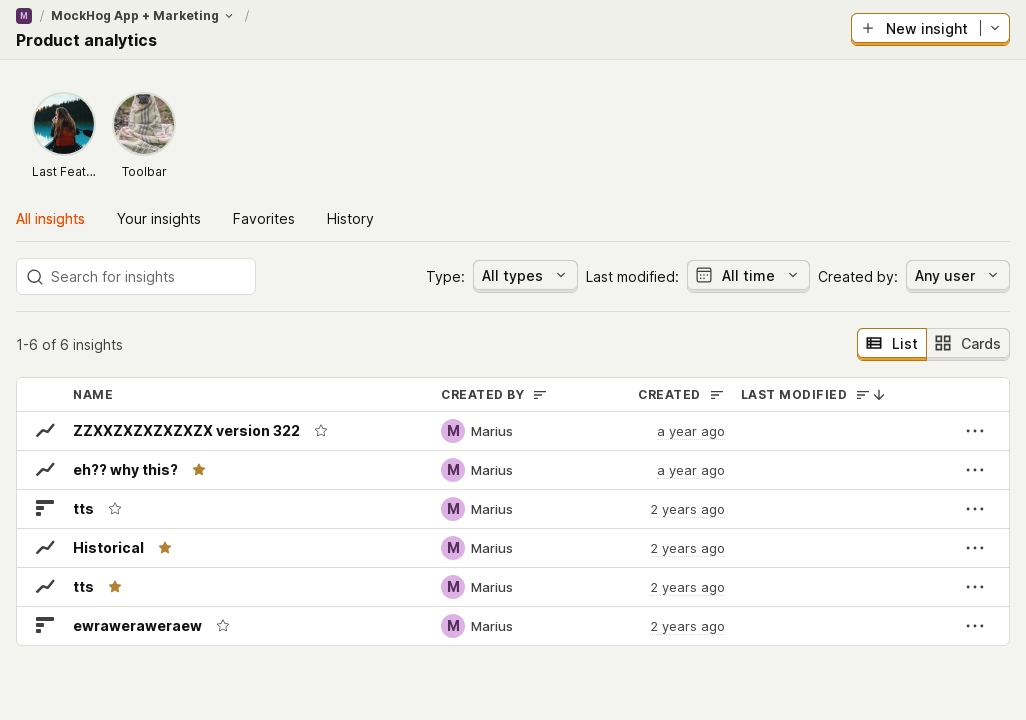 M / MockHog App + Marketing /
Product analytics
New insight
Last Feat...
Toolbar
All insights
Your insights
Favorites
History
Search for insights
Type:
All types
Last modified:
All time
Created by:
Any user
1-6 of 6 insights
List
Cards
NAME CREATED BY CREATED LAST MODIFIED
ZZXXZXZXZXZXZX version 322 M Marius a year ago
eh?? why this? M Marius a year ago
tts M Marius 2 years ago
Historical M Marius 2 years ago
tts M Marius 2 years ago
ewraweraweraew M Marius 2 years ago